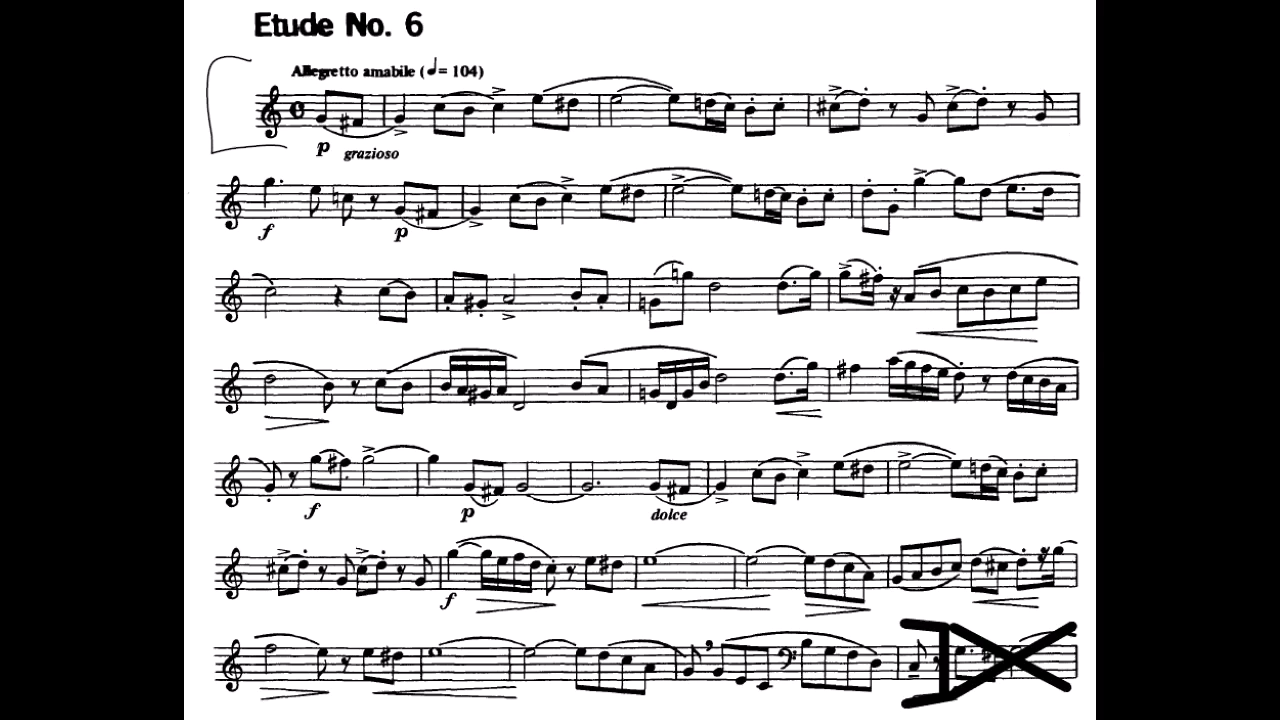 Etude No. 6
Allegretto amabile (♩= 104)
p grazioso
f p
f p dolce
f